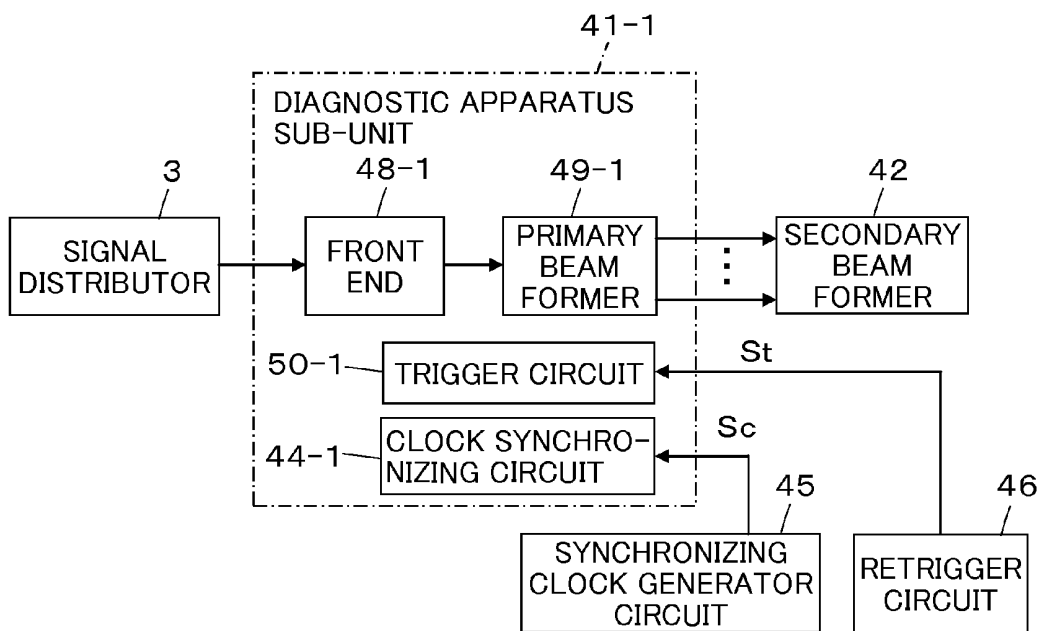 41-1
DIAGNOSTIC APPARATUS
SUB-UNIT
3
48-1
49-1
42
SIGNAL
DISTRIBUTOR
FRONT
END
PRIMARY
BEAM
FORMER
SECONDARY
BEAM
FORMER
50-1
TRIGGER CIRCUIT
St
44-1
CLOCK SYNCHRO-
NIZING CIRCUIT
Sc
45
46
SYNCHRONIZING
CLOCK GENERATOR
CIRCUIT
RETRIGGER
CIRCUIT